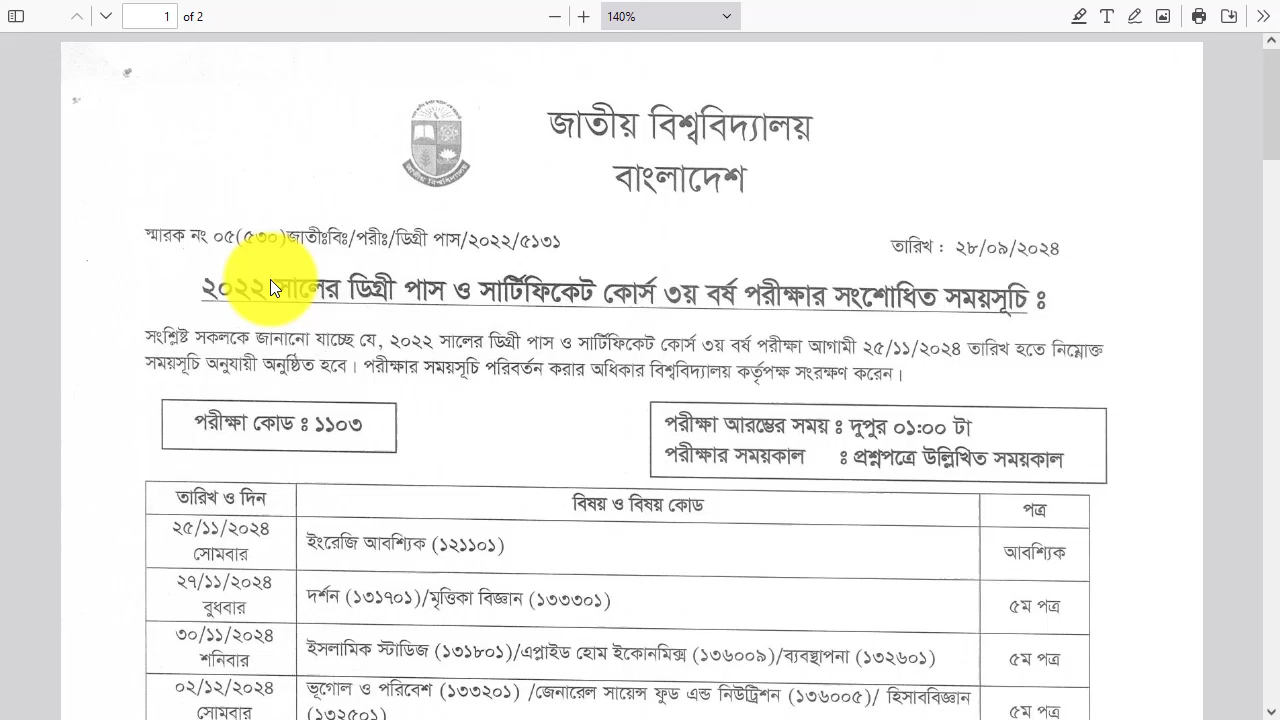 1 of 2
140%
জাতীয় বিশ্ববিদ্যালয়
বাংলাদেশ
স্মারক নং ০৫(৫৩০)জাতীঃবিঃ/পরীঃ/ডিগ্রী পাস/২০২২/৫১৩১
তারিখ : ২৮/০৯/২০২৪
২০২২ সালের ডিগ্রী পাস ও সার্টিফিকেট কোর্স ৩য় বর্ষ পরীক্ষার সংশোধিত সময়সূচি ঃ
সংশ্লিষ্ট সকলকে জানানো যাচ্ছে যে, ২০২২ সালের ডিগ্রী পাস ও সার্টিফিকেট কোর্স ৩য় বর্ষ পরীক্ষা আগামী ২৫/১১/২০২৪ তারিখ হতে নিম্নোক্ত
সময়সূচি অনুযায়ী অনুষ্ঠিত হবে। পরীক্ষার সময়সূচি পরিবর্তন করার অধিকার বিশ্ববিদ্যালয় কর্তৃপক্ষ সংরক্ষণ করেন।
পরীক্ষা কোড ঃ ১১০৩
পরীক্ষা আরম্ভের সময় ঃ দুপুর ০১:০০ টা
পরীক্ষার সময়কাল ঃ প্রশ্নপত্রে উল্লিখিত সময়কাল
তারিখ ও দিন বিষয় ও বিষয় কোড পত্র
২৫/১১/২০২৪
সোমবার
ইংরেজি আবশ্যিক (১২১১০১)
আবশ্যিক
২৭/১১/২০২৪
বুধবার
দর্শন (১৩১৭০১)/মৃত্তিকা বিজ্ঞান (১৩৩৩০১)
৫ম পত্র
৩০/১১/২০২৪
শনিবার
ইসলামিক স্টাডিজ (১৩১৮০১)/এপ্লাইড হোম ইকোনমিক্স (১৩৬০০৯)/ব্যবস্থাপনা (১৩২৬০১)
৫ম পত্র
০২/১২/২০২৪
সোমবার
ভূগোল ও পরিবেশ (১৩৩২০১) /জেনারেল সায়েন্স ফুড এন্ড নিউট্রিশন (১৩৬০০৫)/ হিসাববিজ্ঞান
(১৩২৫০১)
৫ম পত্র